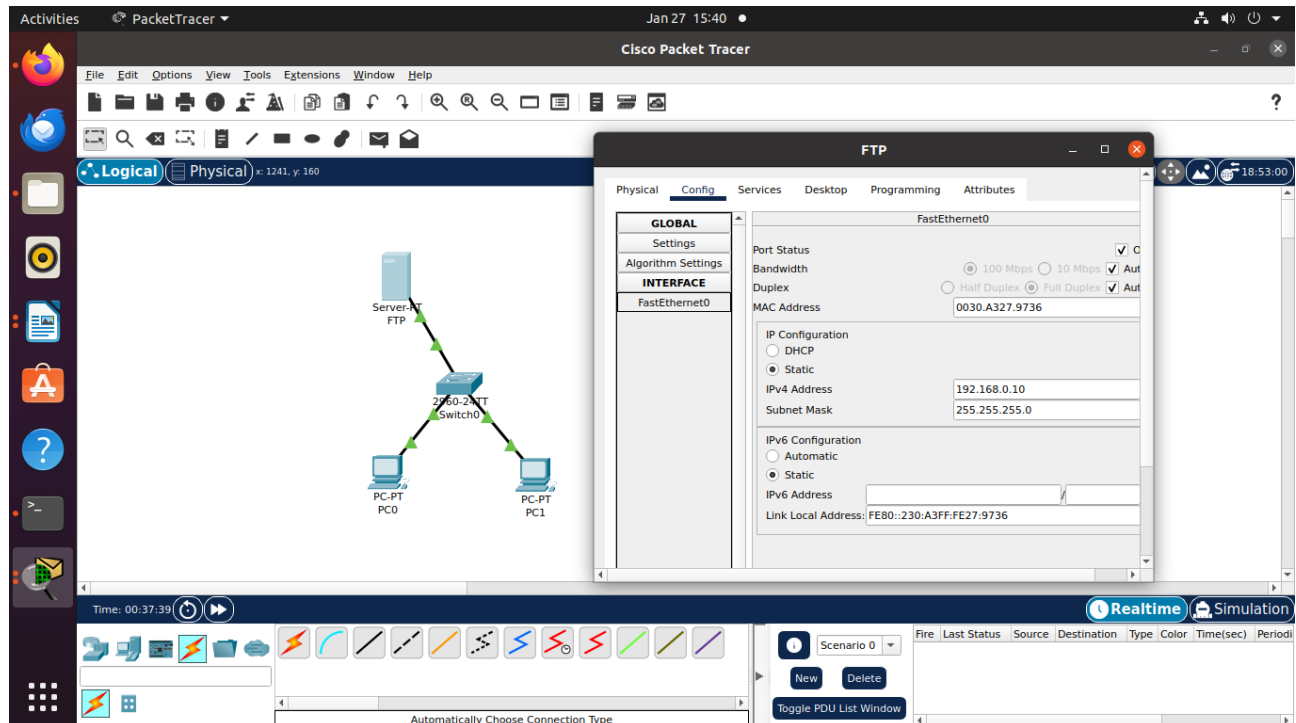 Activities PacketTracer Jan 27 15:40
Cisco Packet Tracer
File Edit Options View Tools Extensions Window Help
?
Logical Physical x: 1241, y: 160 18:53:00
FTP
Physical Config Services Desktop Programming Attributes
GLOBAL
Settings
Algorithm Settings
INTERFACE
FastEthernet0
FastEthernet0
Port Status O
Bandwidth 100 Mbps 10 Mbps Aut
Duplex Half Duplex Full Duplex Aut
MAC Address 0030.A327.9736
IP Configuration
DHCP
Static
IPv4 Address 192.168.0.10
Subnet Mask 255.255.255.0
IPv6 Configuration
Automatic
Static
IPv6 Address /
Link Local Address: FE80::230:A3FF:FE27:9736
Server-PT
FTP
2960-24TT
Switch0
PC-PT
PC0
PC-PT
PC1
Time: 00:37:39 Realtime Simulation
Scenario 0
New Delete
Toggle PDU List Window
Fire Last Status Source Destination Type Color Time(sec) Periodi
Automatically Choose Connection Type